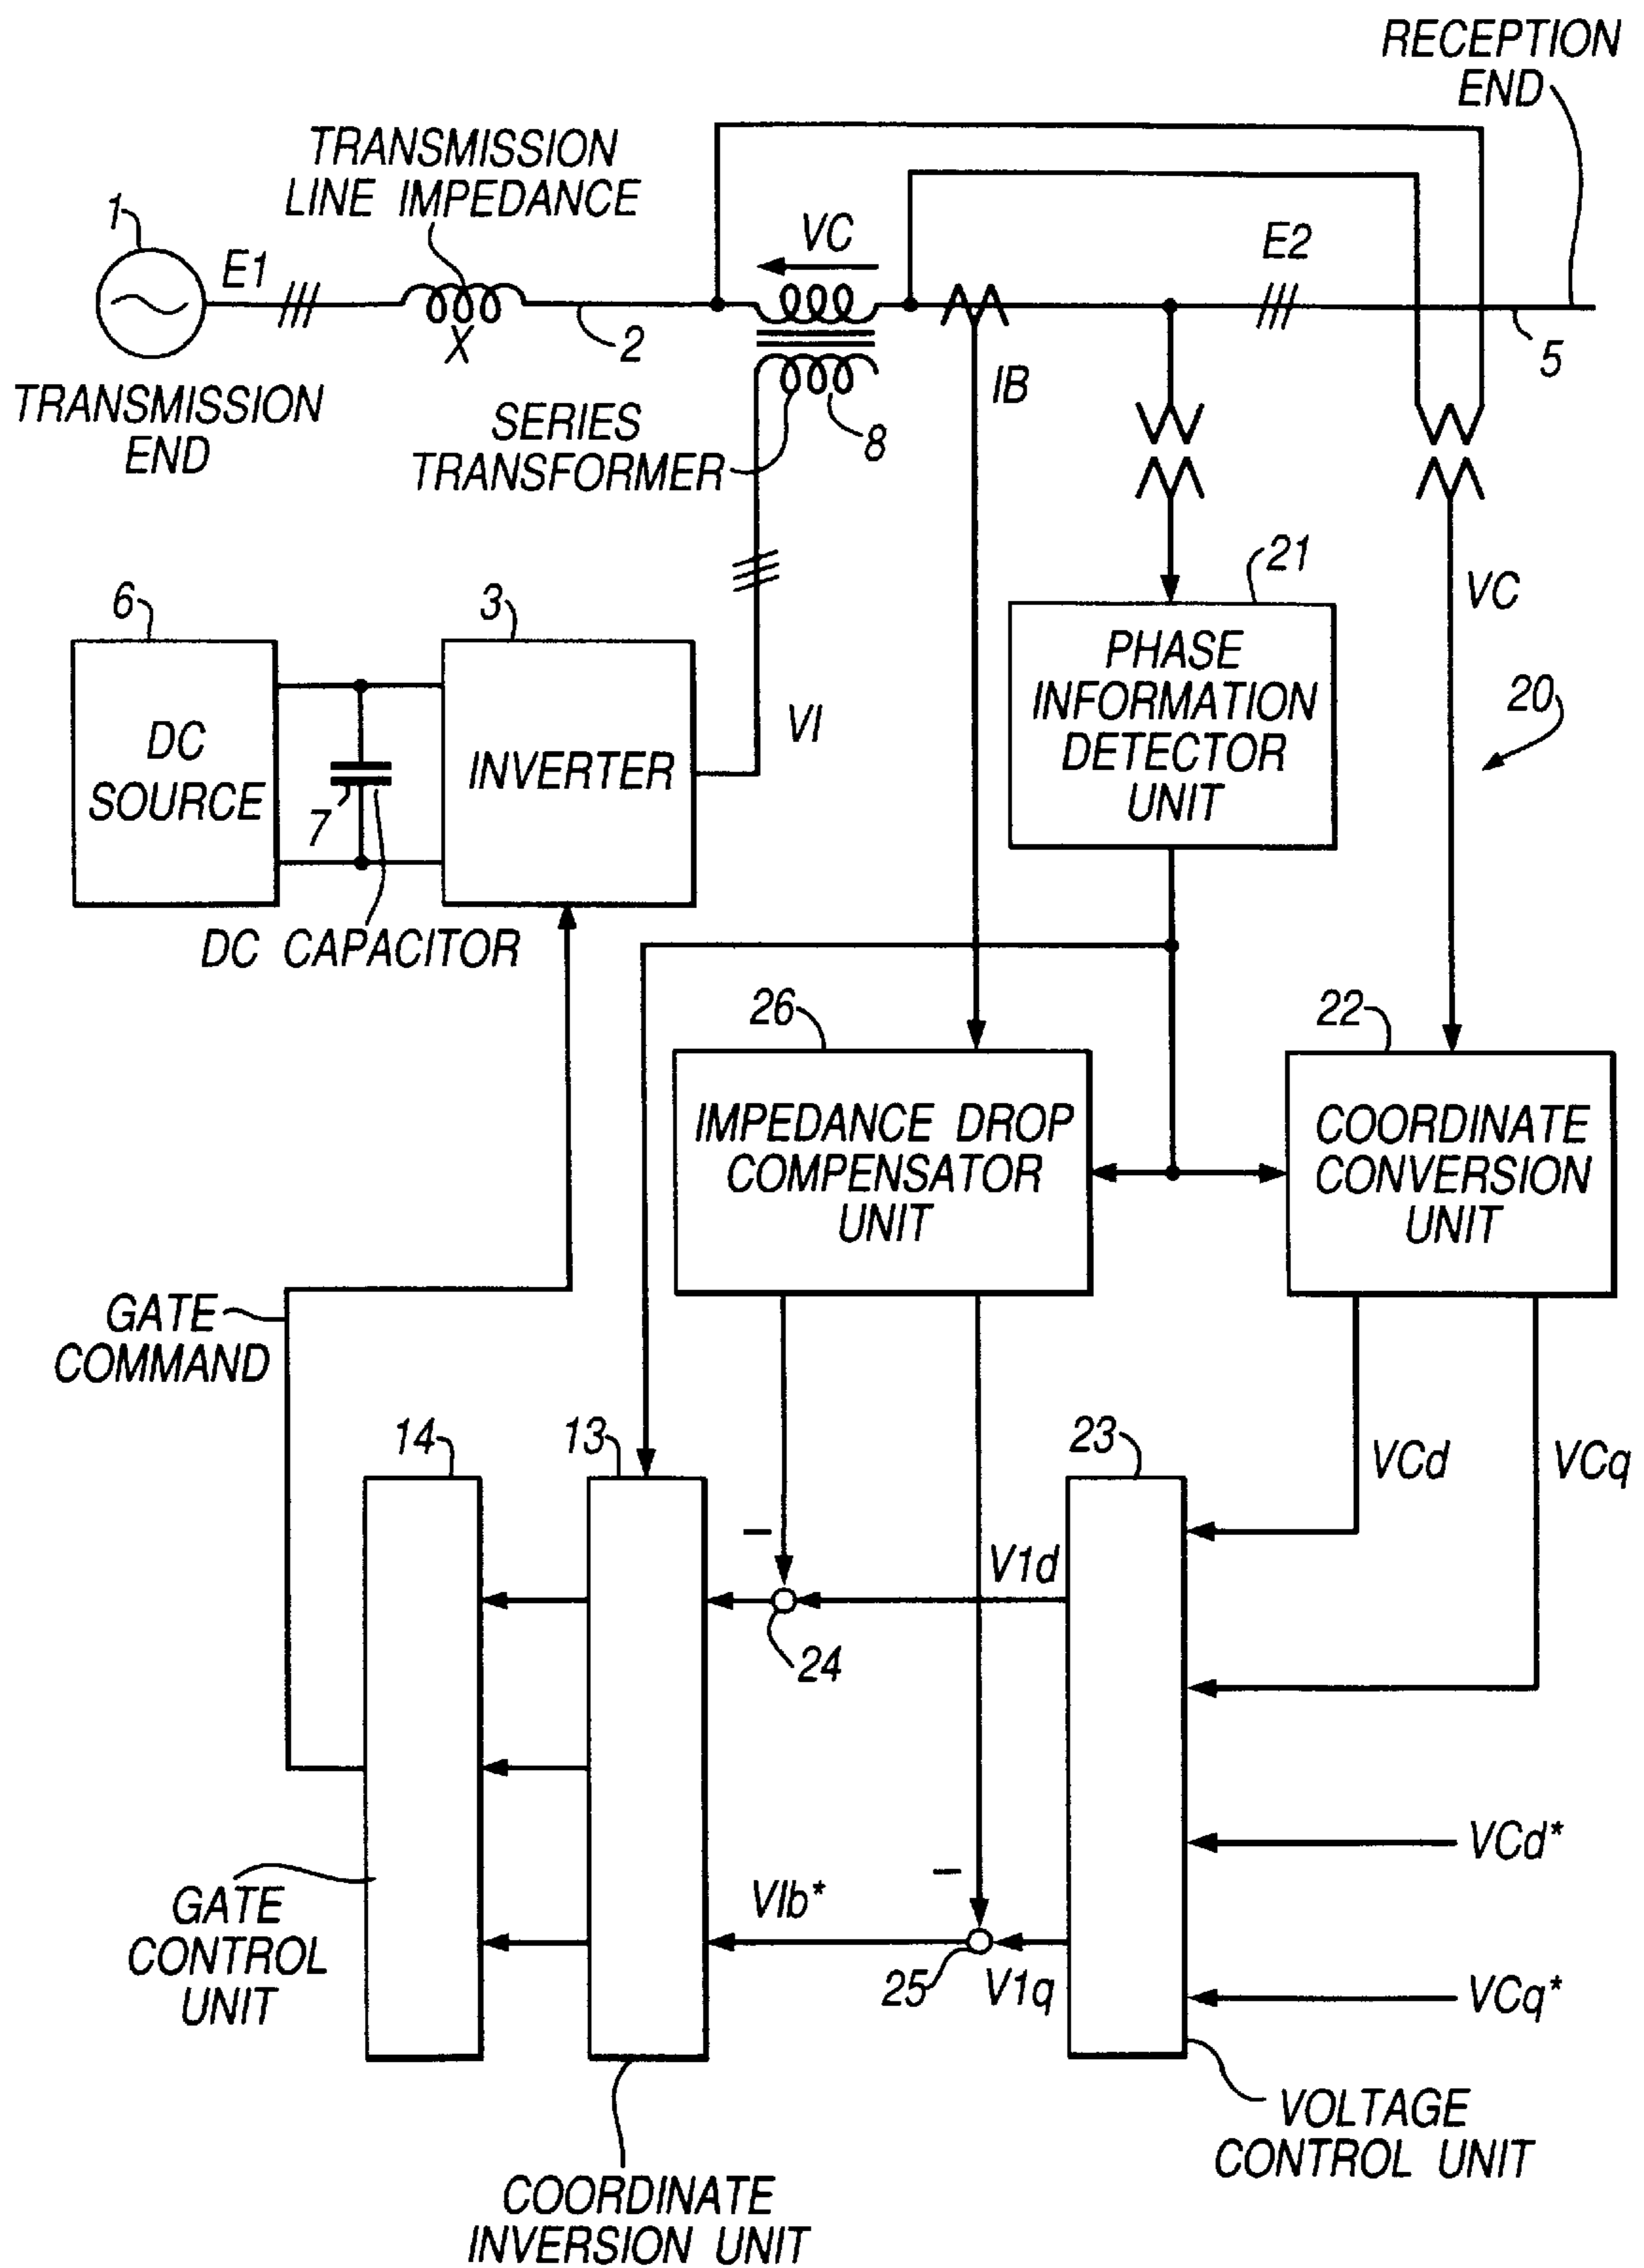 RECEPTION
END
TRANSMISSION
LINE IMPEDANCE
1
E1
VC
E2
X
2
5
TRANSMISSION
END
SERIES
TRANSFORMER
8
IB
6
3
21
VC
DC
SOURCE
7
INVERTER
VI
PHASE
INFORMATION
DETECTOR
UNIT
20
DC CAPACITOR
26
22
IMPEDANCE DROP
COMPENSATOR
UNIT
COORDINATE
CONVERSION
UNIT
GATE
COMMAND
14
13
23
VCd
VCq
–
V1d
24
VCd*
–
VIb*
25
V1q
VCq*
GATE
CONTROL
UNIT
VOLTAGE
CONTROL UNIT
COORDINATE
INVERSION UNIT